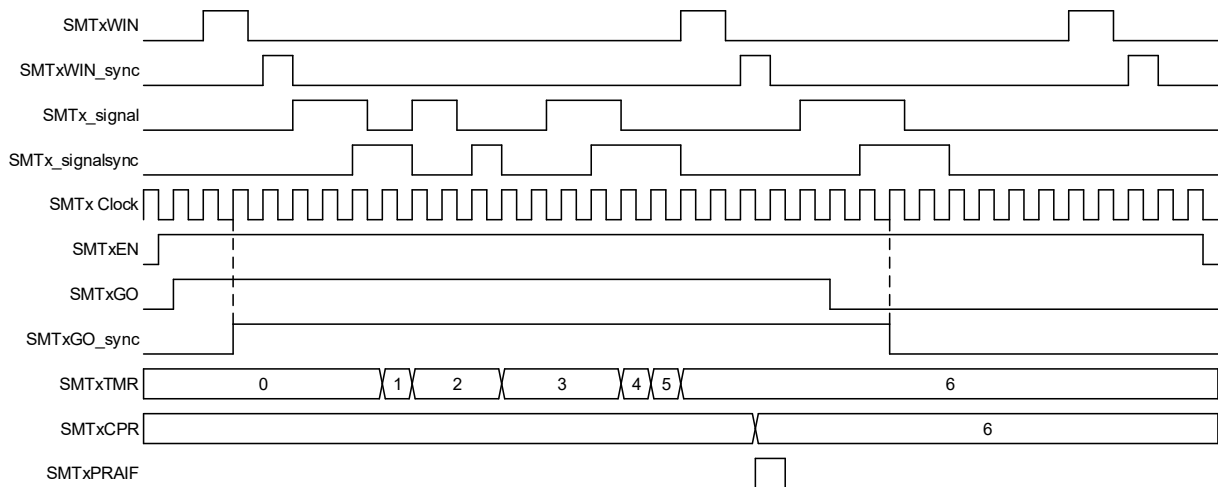 SMTxWIN
SMTxWIN_sync
SMTx_signal
SMTx_signalsync
SMTx Clock
SMTxEN
SMTxGO
SMTxGO_sync
SMTxTMR 0 1 2 3 4 5 6
SMTxCPR 6
SMTxPRAIF